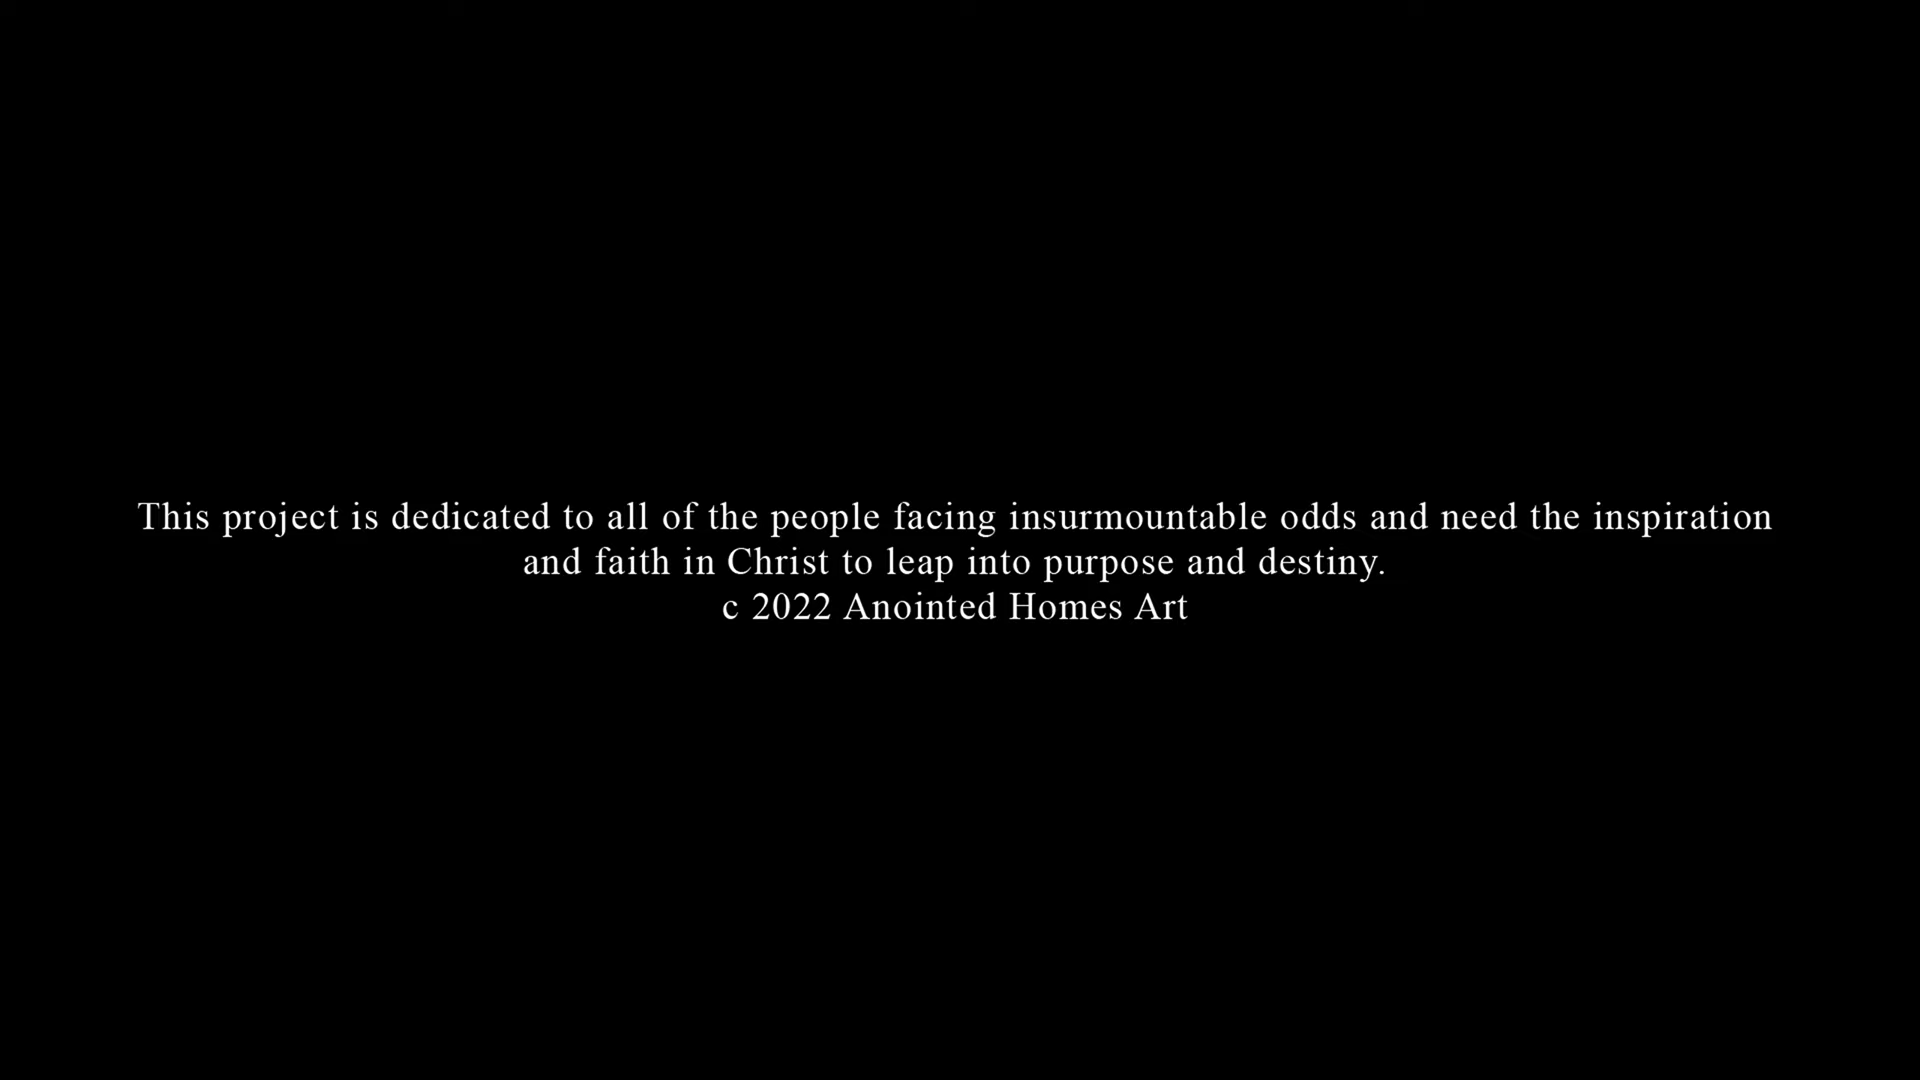 This project is dedicated to all of the people facing insurmountable odds and need the inspiration
and faith in Christ to leap into purpose and destiny.
c 2022 Anointed Homes Art